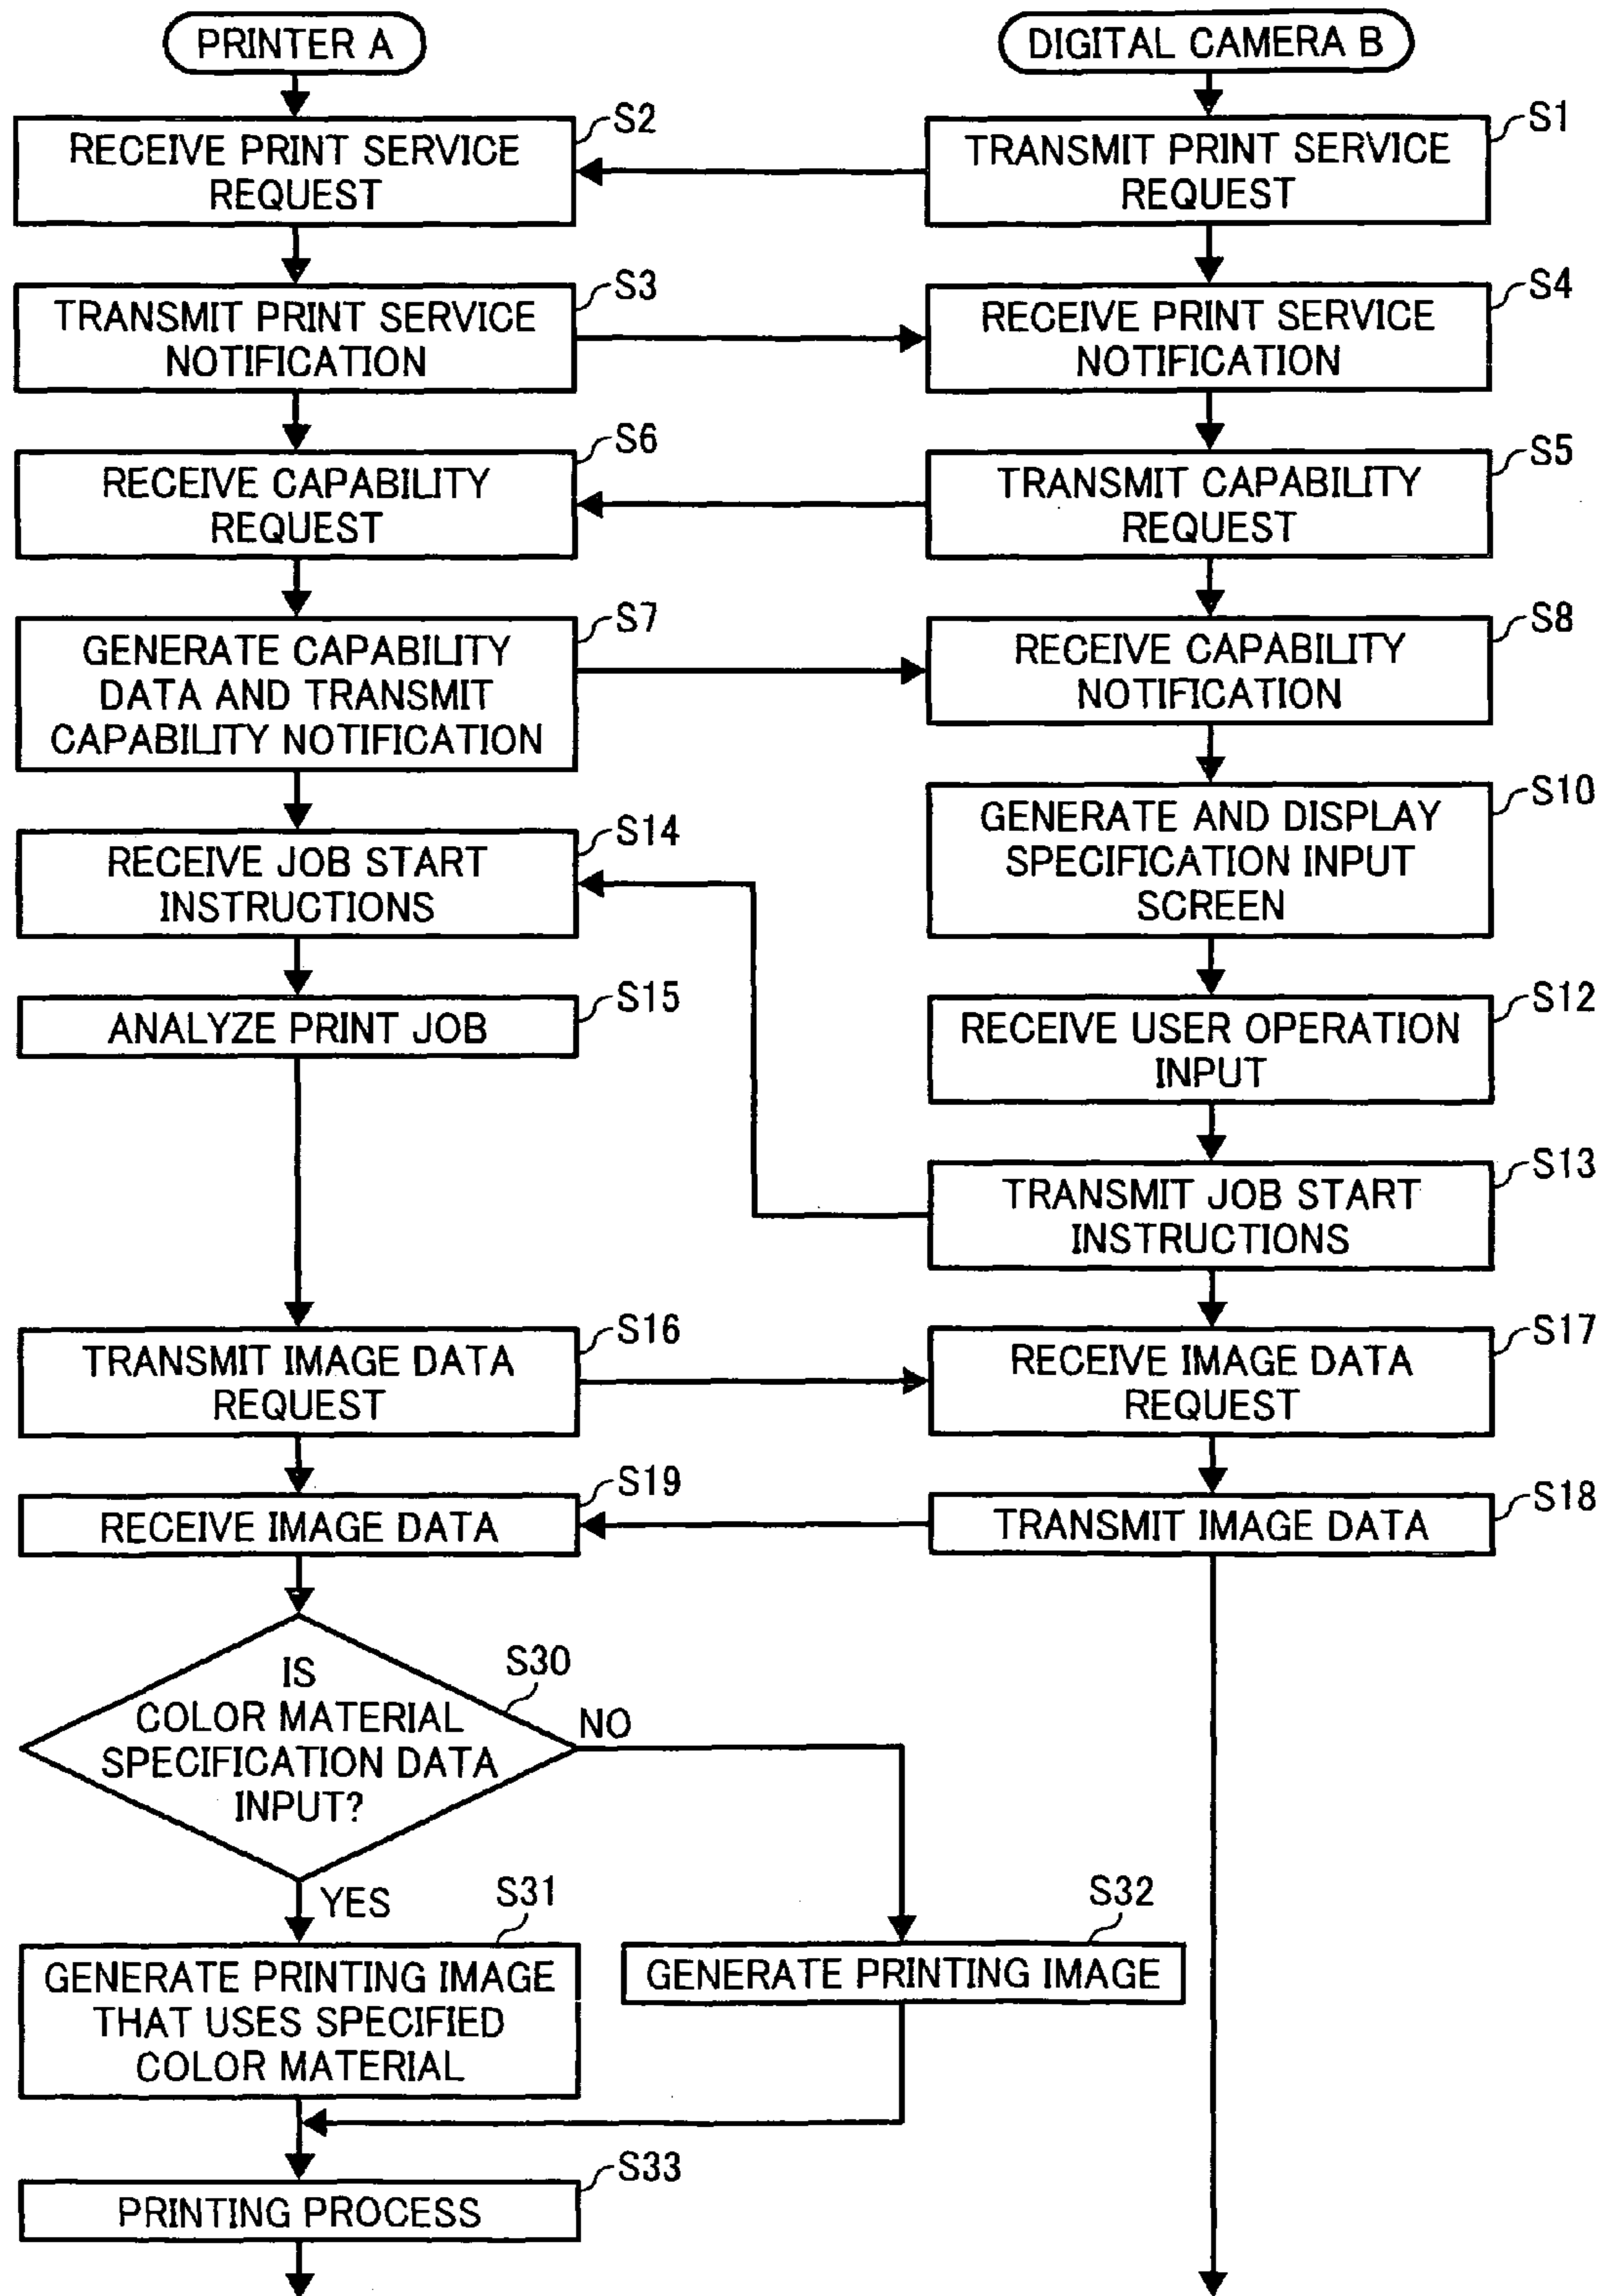 PRINTER A
DIGITAL CAMERA B
S2
RECEIVE PRINT SERVICE
REQUEST
S1
TRANSMIT PRINT SERVICE
REQUEST
S3
TRANSMIT PRINT SERVICE
NOTIFICATION
S4
RECEIVE PRINT SERVICE
NOTIFICATION
S6
RECEIVE CAPABILITY
REQUEST
S5
TRANSMIT CAPABILITY
REQUEST
S7
GENERATE CAPABILITY
DATA AND TRANSMIT
CAPABILITY NOTIFICATION
S8
RECEIVE CAPABILITY
NOTIFICATION
S10
GENERATE AND DISPLAY
SPECIFICATION INPUT
SCREEN
S14
RECEIVE JOB START
INSTRUCTIONS
S15
ANALYZE PRINT JOB
S12
RECEIVE USER OPERATION
INPUT
S13
TRANSMIT JOB START
INSTRUCTIONS
S16
TRANSMIT IMAGE DATA
REQUEST
S17
RECEIVE IMAGE DATA
REQUEST
S19
RECEIVE IMAGE DATA
S18
TRANSMIT IMAGE DATA
S30
IS
COLOR MATERIAL
SPECIFICATION DATA
INPUT?
NO
YES
S31
GENERATE PRINTING IMAGE
THAT USES SPECIFIED
COLOR MATERIAL
S32
GENERATE PRINTING IMAGE
S33
PRINTING PROCESS